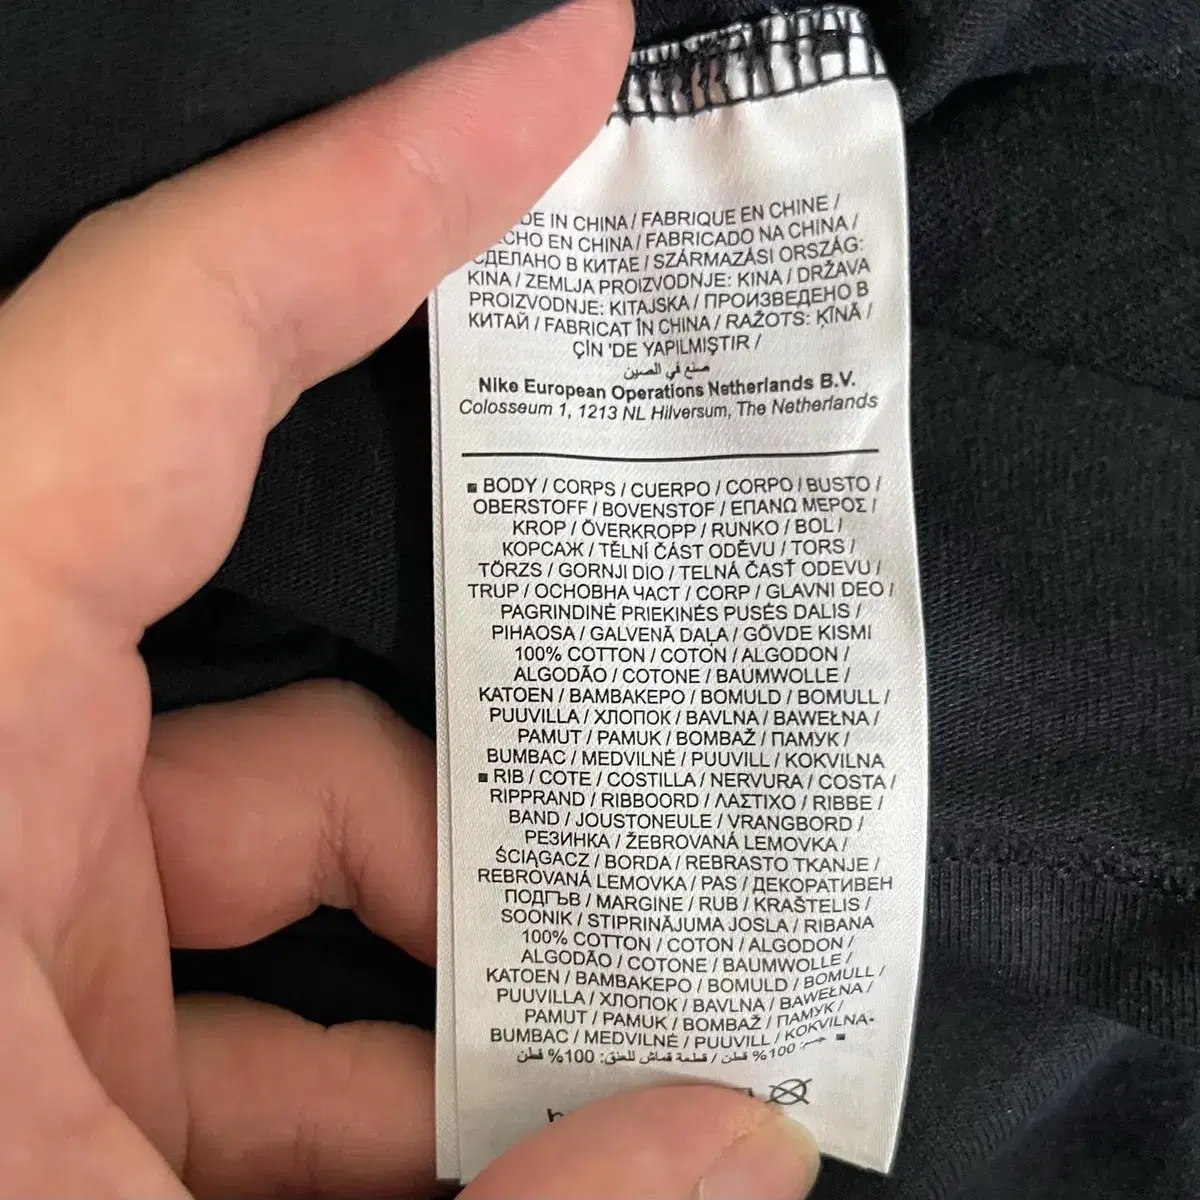 IN CHINA / FABRIQUE EN CHINE /
EN CHINA / FABRICADO NA CHINA /
СДЕЛАНО В КИТАЕ / SZÁRMAZÁSI ORSZÁG:
KINA / ZEMLJA PROIZVODNJE: KINA / DRŽAVA
PROIZVODNJE: KITAJSKA / ПРОИЗВЕДЕНО В
КИТАЙ / FABRICAT ÎN CHINA / RAŽOTS: ĶĪNĀ /
ÇİN 'DE YAPILMIŞTIR /
صنع في الصين
Nike European Operations Netherlands B.V.
Colosseum 1, 1213 NL Hilversum, The Netherlands
▪ BODY / CORPS / CUERPO / CORPO / BUSTO /
OBERSTOFF / BOVENSTOF / ΕΠΑΝΩ ΜΕΡΟΣ /
KROP / ÖVERKROPP / RUNKO / BOL /
КОРСАЖ / TĚLNÍ ČÁST ODĚVU / TORS /
TÖRZS / GORNJI DIO / TELNÁ ČASŤ ODEVU /
TRUP / ОСНОВНА ЧАСТ / CORP / GLAVNI DEO /
PAGRINDINĖ PRIEKINĖS PUSĖS DALIS /
PIHAOSA / GALVENĀ DAĻA / GÖVDE KISMI
100% COTTON / COTON / ALGODON /
ALGODÃO / COTONE / BAUMWOLLE /
KATOEN / ΒΑΜΒΑΚΕΡΟ / BOMULD / BOMULL /
PUUVILLA / ХЛОПОК / BAVLNA / BAWEŁNA /
PAMUT / PAMUK / BOMBAŽ / ПАМУК /
BUMBAC / MEDVILNĖ / PUUVILL / KOKVILNA
▪ RIB / COTE / COSTILLA / NERVURA / COSTA /
RIPPRAND / RIBBOORD / ΛΑΣΤΙΧΟ / RIBBE /
BAND / JOUSTONEULE / VRANGBORD /
РЕЗИНКА / ŽEBROVANÁ LEMOVKA /
ŚCIĄGACZ / BORDA / REBRASTO TKANJE /
REBROVANÁ LEMOVKA / PAS / ДЕКОРАТИВЕН
ПОДГЪВ / MARGINE / RUB / KRAŠTELIS /
SOONIK / STIPRINĀJUMA JOSLA / RIBANA
100% COTTON / COTON / ALGODON /
ALGODÃO / COTONE / BAUMWOLLE /
KATOEN / ΒΑΜΒΑΚΕΡΟ / BOMULD / BOMULL /
PUUVILLA / ХЛОПОК / BAVLNA / BAWEŁNA /
PAMUT / PAMUK / BOMBAŽ / ПАМУК /
BUMBAC / MEDVILNĖ / PUUVILL / KOKVILNA
▪ جسم: 100% قطن / قطعة قماش للعنق: 100% قطن